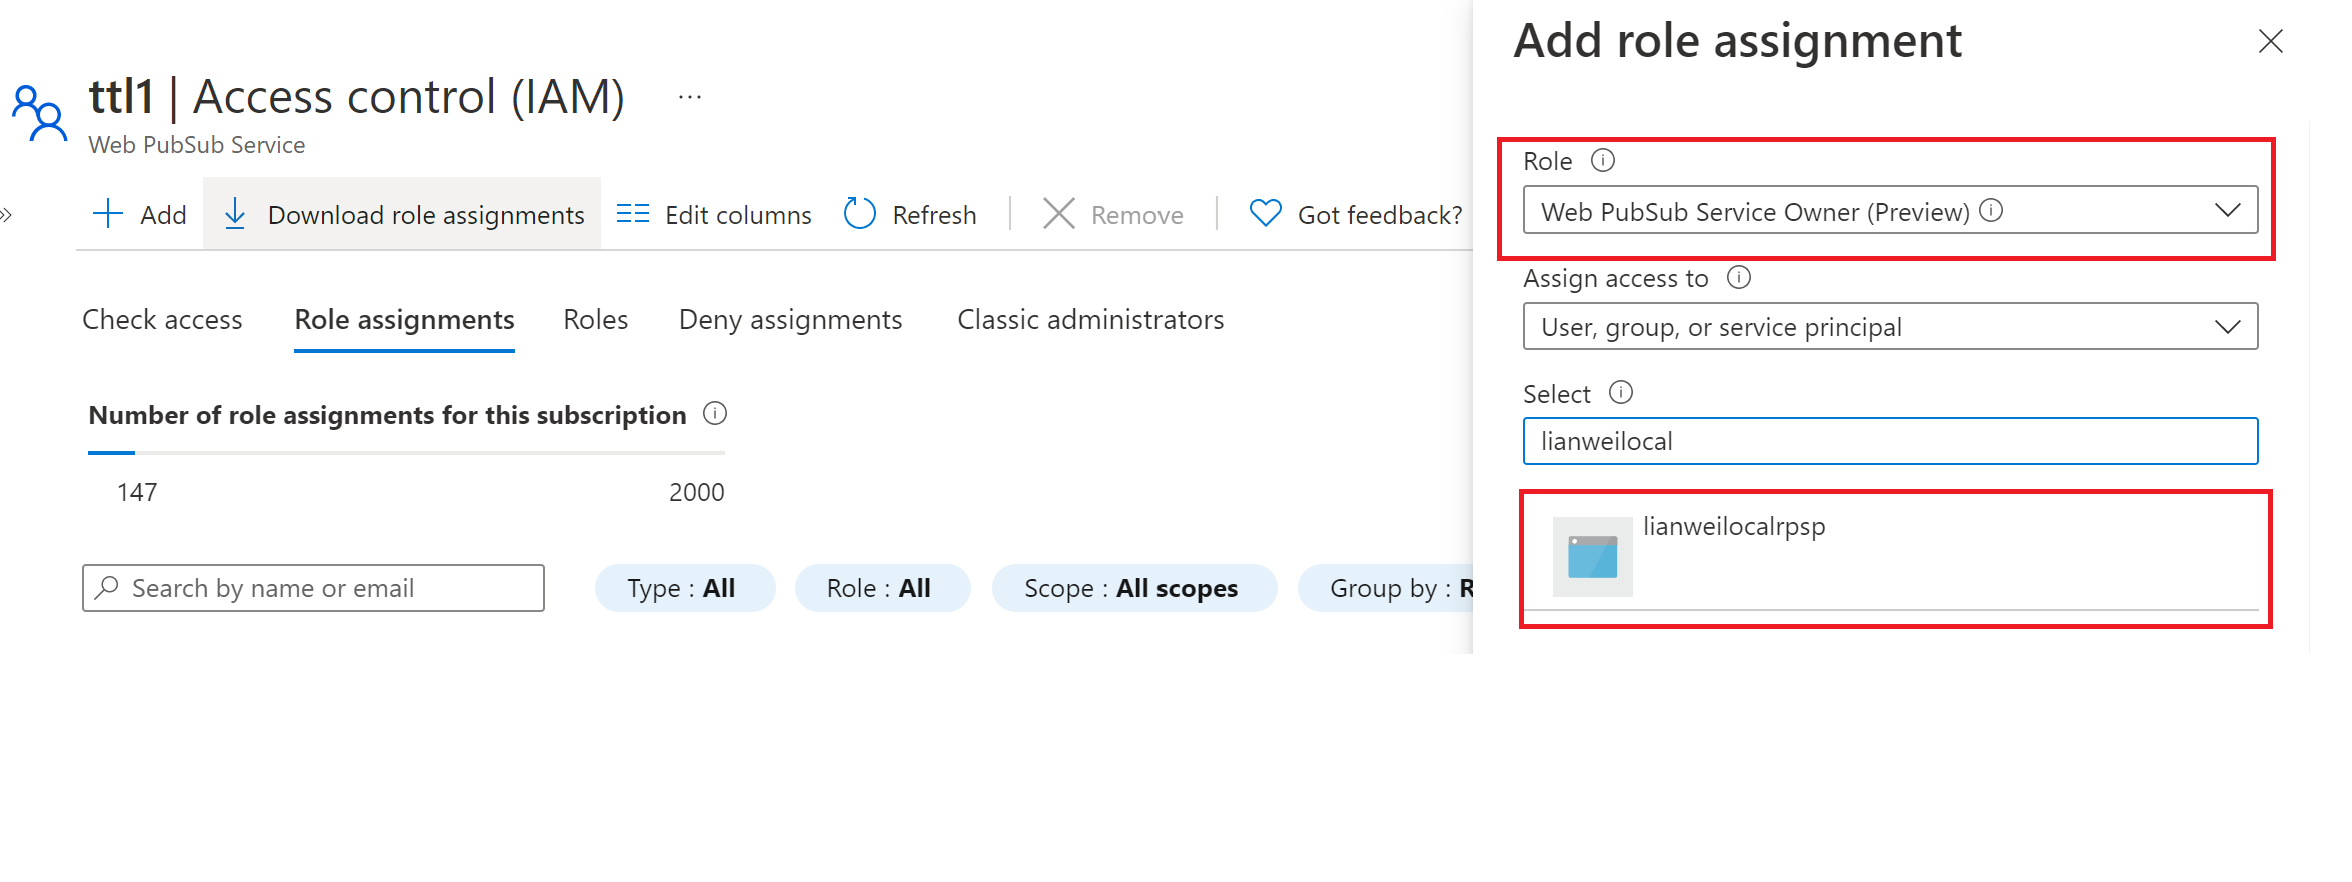 ttl1 | Access control (IAM) ...
Web PubSub Service
Add
Download role assignments
Edit columns
Refresh
Remove
Got feedback?
Check access
Role assignments
Roles
Deny assignments
Classic administrators
Number of role assignments for this subscription
147
2000
Search by name or email
Type : All
Role : All
Scope : All scopes
Group by : R
Add role assignment
Role
Web PubSub Service Owner (Preview)
Assign access to
User, group, or service principal
Select
lianweilocal
lianweilocalrpsp